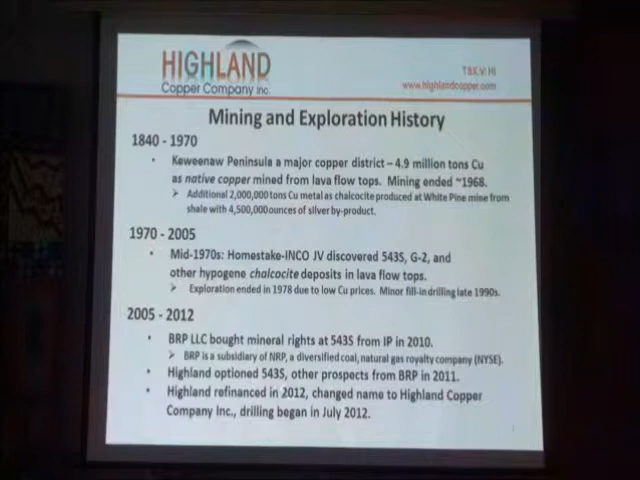 HIGHLAND
Copper Company Inc.
TSX.V: HI
www.highlandcopper.com
Mining and Exploration History
1840 - 1970
• Keweenaw Peninsula a major copper district – 4.9 million tons Cu
as native copper mined from lava flow tops. Mining ended ~1968.
➤ Additional 2,000,000 tons Cu metal as chalcocite produced at White Pine mine from
shale with 4,500,000 ounces of silver by-product.
1970 - 2005
• Mid-1970s: Homestake-INCO JV discovered 543S, G-2, and
other hypogene chalcocite deposits in lava flow tops.
➤ Exploration ended in 1978 due to low Cu prices. Minor fill-in drilling late 1990s.
2005 - 2012
• BRP LLC bought mineral rights at 543S from IP in 2010.
➤ BRP is a subsidiary of NRP, a diversified coal, natural gas royalty company (NYSE).
• Highland optioned 543S, other prospects from BRP in 2011.
• Highland refinanced in 2012, changed name to Highland Copper
Company Inc., drilling began in July 2012.